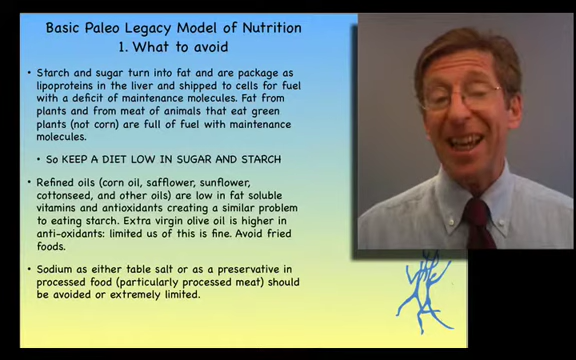 Basic Paleo Legacy Model of Nutrition
1. What to avoid
• Starch and sugar turn into fat and are package as
lipoproteins in the liver and shipped to cells for fuel
with a deficit of maintenance molecules. Fat from
plants and from meat of animals that eat green
plants (not corn) are full of fuel with maintenance
molecules.
• So KEEP A DIET LOW IN SUGAR AND STARCH
• Refined oils (corn oil, safflower, sunflower,
cottonseed, and other oils) are low in fat soluble
vitamins and antioxidants creating a similar problem
to eating starch. Extra virgin olive oil is higher in
anti-oxidants: limited us of this is fine. Avoid fried
foods.
• Sodium as either table salt or as a preservative in
processed food (particularly processed meat) should
be avoided or extremely limited.